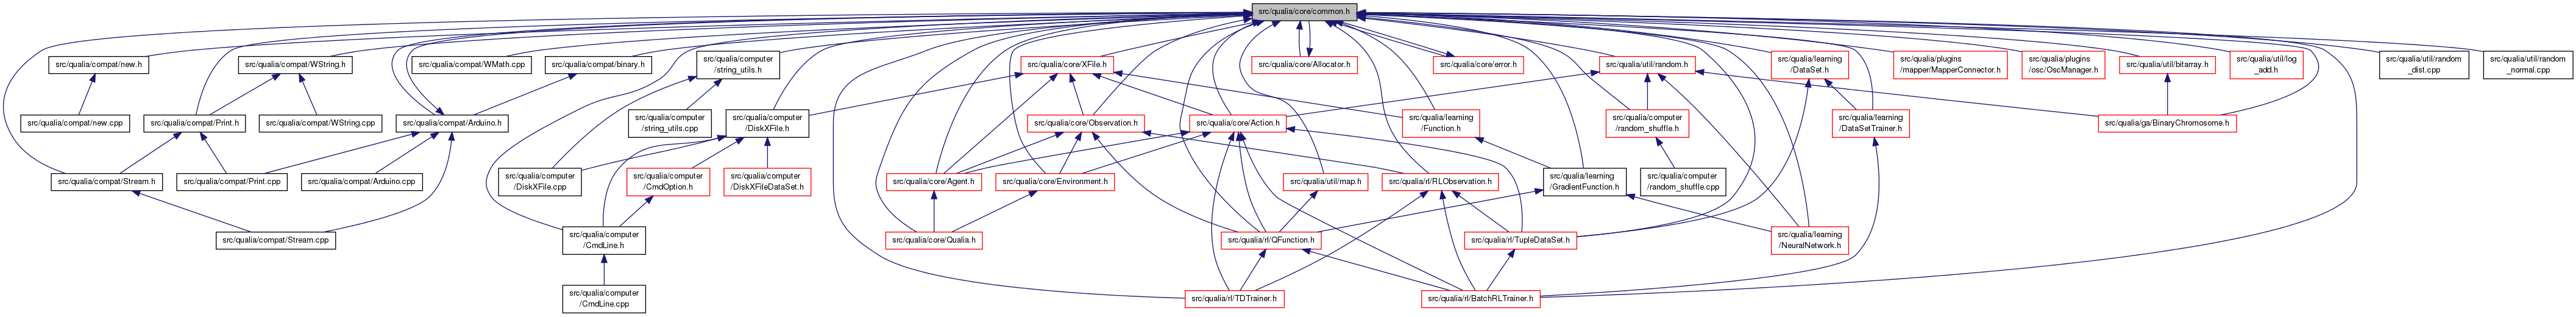 src/qualia/core/common.h
src/qualia/compat/new.h
src/qualia/compat/WString.h
src/qualia/compat/WMath.cpp
src/qualia/compat/binary.h
src/qualia/computer
/string_utils.h
src/qualia/core/XFile.h
src/qualia/core/Allocator.h
src/qualia/core/error.h
src/qualia/util/random.h
src/qualia/learning
/DataSet.h
src/qualia/plugins
/mapper/MapperConnector.h
src/qualia/plugins
/osc/OscManager.h
src/qualia/util/bitarray.h
src/qualia/util/log
_add.h
src/qualia/util/random
_dist.cpp
src/qualia/util/random
_normal.cpp
src/qualia/compat/new.cpp
src/qualia/compat/Print.h
src/qualia/compat/WString.cpp
src/qualia/compat/Arduino.h
src/qualia/computer
/string_utils.cpp
src/qualia/computer
/DiskXFile.h
src/qualia/core/Observation.h
src/qualia/core/Action.h
src/qualia/learning
/Function.h
src/qualia/computer
/random_shuffle.h
src/qualia/learning
/DataSetTrainer.h
src/qualia/ga/BinaryChromosome.h
src/qualia/compat/Stream.h
src/qualia/compat/Print.cpp
src/qualia/compat/Arduino.cpp
src/qualia/computer
/DiskXFile.cpp
src/qualia/computer
/CmdOption.h
src/qualia/computer
/DiskXFileDataSet.h
src/qualia/core/Agent.h
src/qualia/core/Environment.h
src/qualia/util/map.h
src/qualia/rl/RLObservation.h
src/qualia/learning
/GradientFunction.h
src/qualia/computer
/random_shuffle.cpp
src/qualia/compat/Stream.cpp
src/qualia/computer
/CmdLine.h
src/qualia/core/Qualia.h
src/qualia/rl/QFunction.h
src/qualia/rl/TupleDataSet.h
src/qualia/learning
/NeuralNetwork.h
src/qualia/computer
/CmdLine.cpp
src/qualia/rl/TDTrainer.h
src/qualia/rl/BatchRLTrainer.h